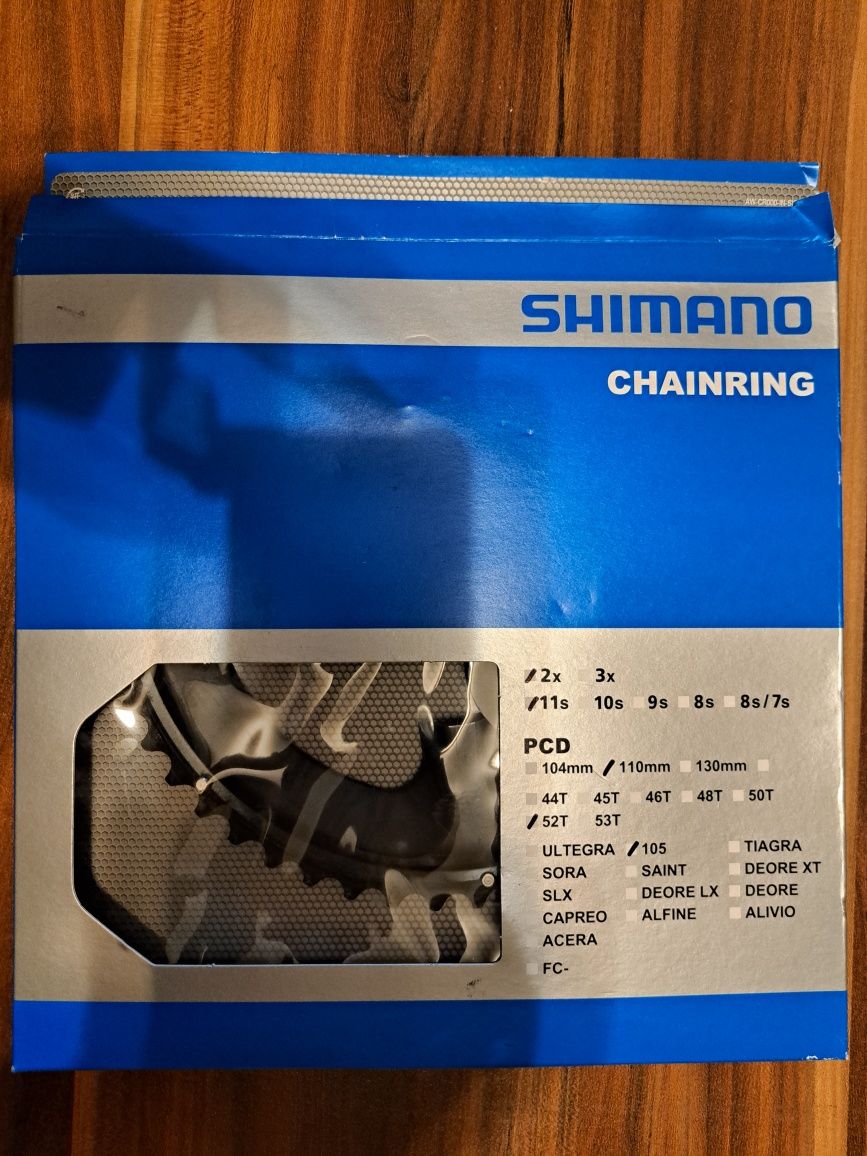 SHIMANO
CHAINRING
2x 3x
11s 10s 9s 8s 8s/7s
PCD
104mm 110mm 130mm
44T 45T 46T 48T 50T
52T 53T
ULTEGRA 105 TIAGRA
SORA SAINT DEORE XT
SLX DEORE LX DEORE
CAPREO ALFINE ALIVIO
ACERA
FC-